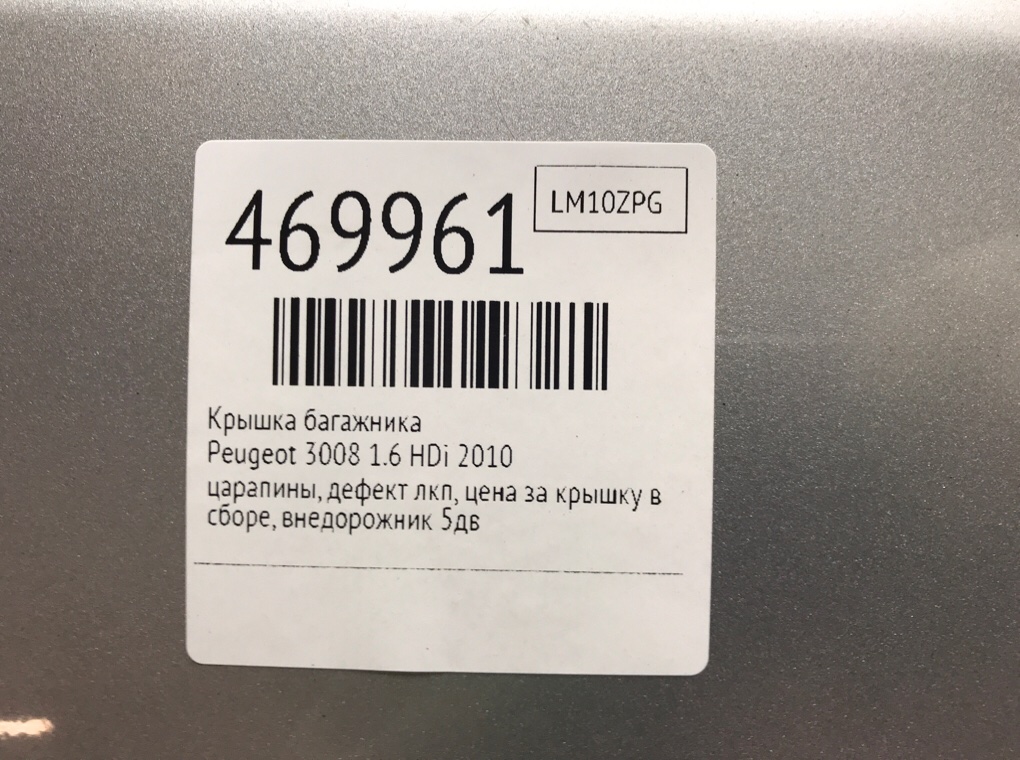 469961
LM10ZPG
Крышка багажника
Peugeot 3008 1.6 HDi 2010
царапины, дефект лкп, цена за крышку в
сборе, внедорожник 5дв